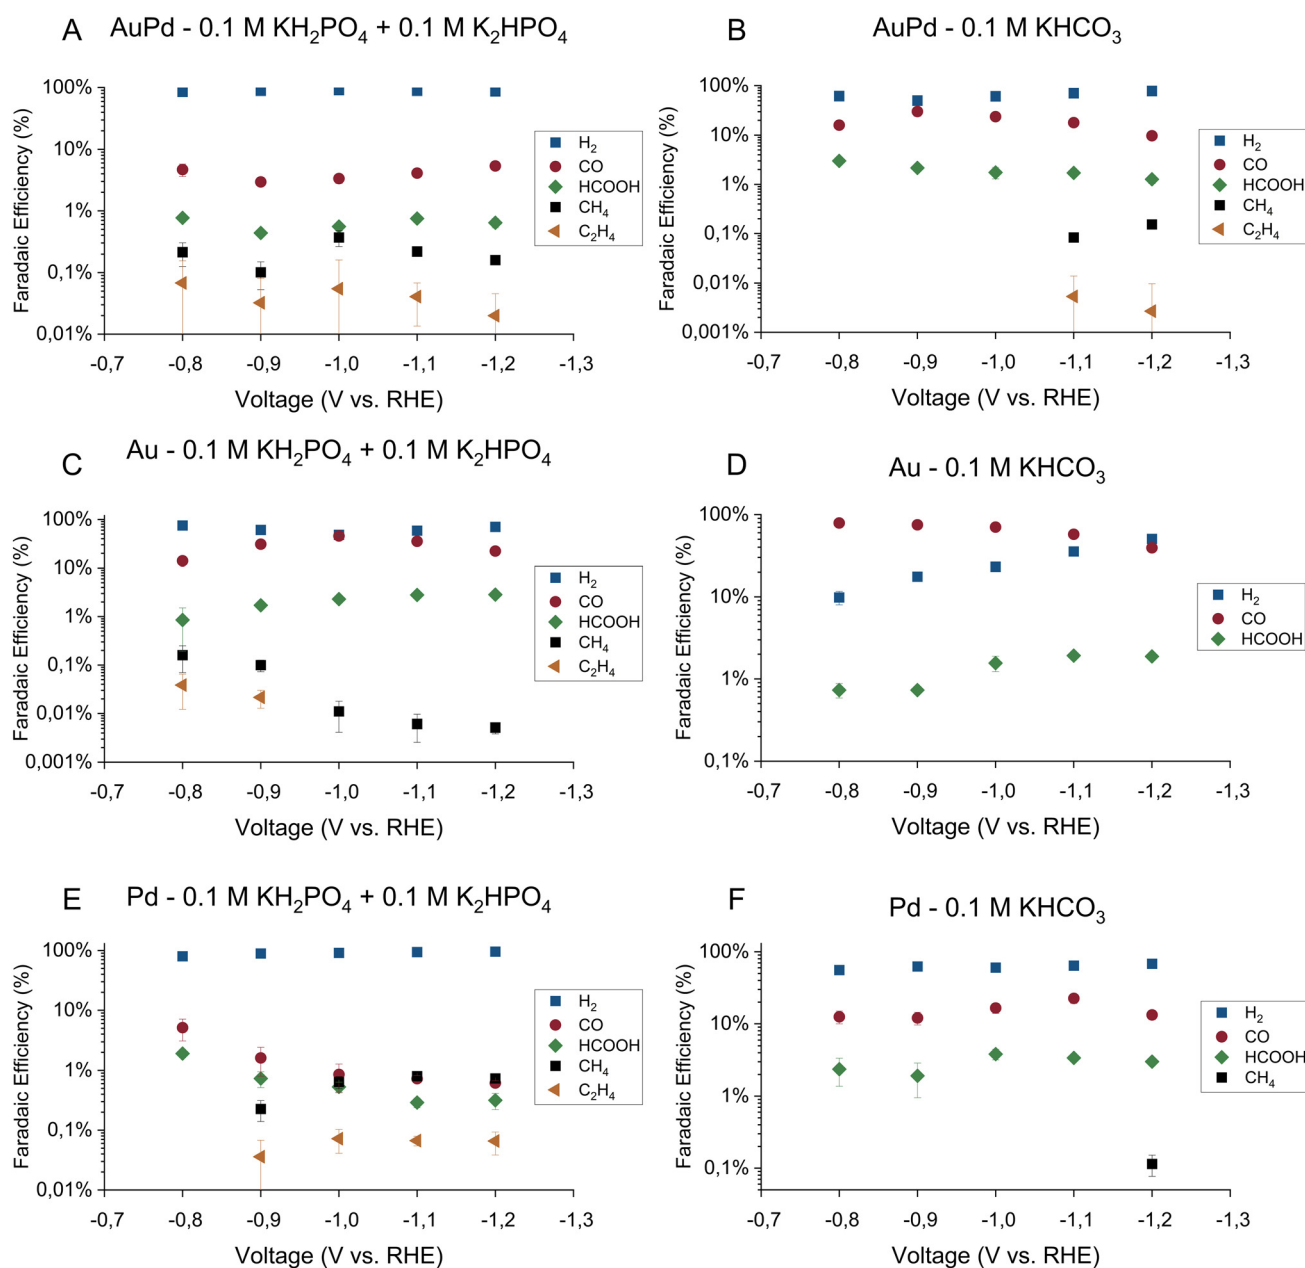 A AuPd - 0.1 M KH₂PO₄ + 0.1 M K₂HPO₄
Faradaic Efficiency (%)
100%
10%
1%
0,1%
0,01%
-0,7 -0,8 -0,9 -1,0 -1,1 -1,2 -1,3
Voltage (V vs. RHE)
H₂
CO
HCOOH
CH₄
C₂H₄
B AuPd - 0.1 M KHCO₃
Faradaic Efficiency (%)
100%
10%
1%
0,1%
0,01%
0,001%
-0,7 -0,8 -0,9 -1,0 -1,1 -1,2 -1,3
Voltage (V vs. RHE)
H₂
CO
HCOOH
CH₄
C₂H₄
C Au - 0.1 M KH₂PO₄ + 0.1 M K₂HPO₄
Faradaic Efficiency (%)
100%
10%
1%
0,1%
0,01%
0,001%
-0,7 -0,8 -0,9 -1,0 -1,1 -1,2 -1,3
Voltage (V vs. RHE)
H₂
CO
HCOOH
CH₄
C₂H₄
D Au - 0.1 M KHCO₃
Faradaic Efficiency (%)
100%
10%
1%
0,1%
-0,7 -0,8 -0,9 -1,0 -1,1 -1,2 -1,3
Voltage (V vs. RHE)
H₂
CO
HCOOH
E Pd - 0.1 M KH₂PO₄ + 0.1 M K₂HPO₄
Faradaic Efficiency (%)
100%
10%
1%
0,1%
0,01%
-0,7 -0,8 -0,9 -1,0 -1,1 -1,2 -1,3
Voltage (V vs. RHE)
H₂
CO
HCOOH
CH₄
C₂H₄
F Pd - 0.1 M KHCO₃
Faradaic Efficiency (%)
100%
10%
1%
0,1%
-0,7 -0,8 -0,9 -1,0 -1,1 -1,2 -1,3
Voltage (V vs. RHE)
H₂
CO
HCOOH
CH₄